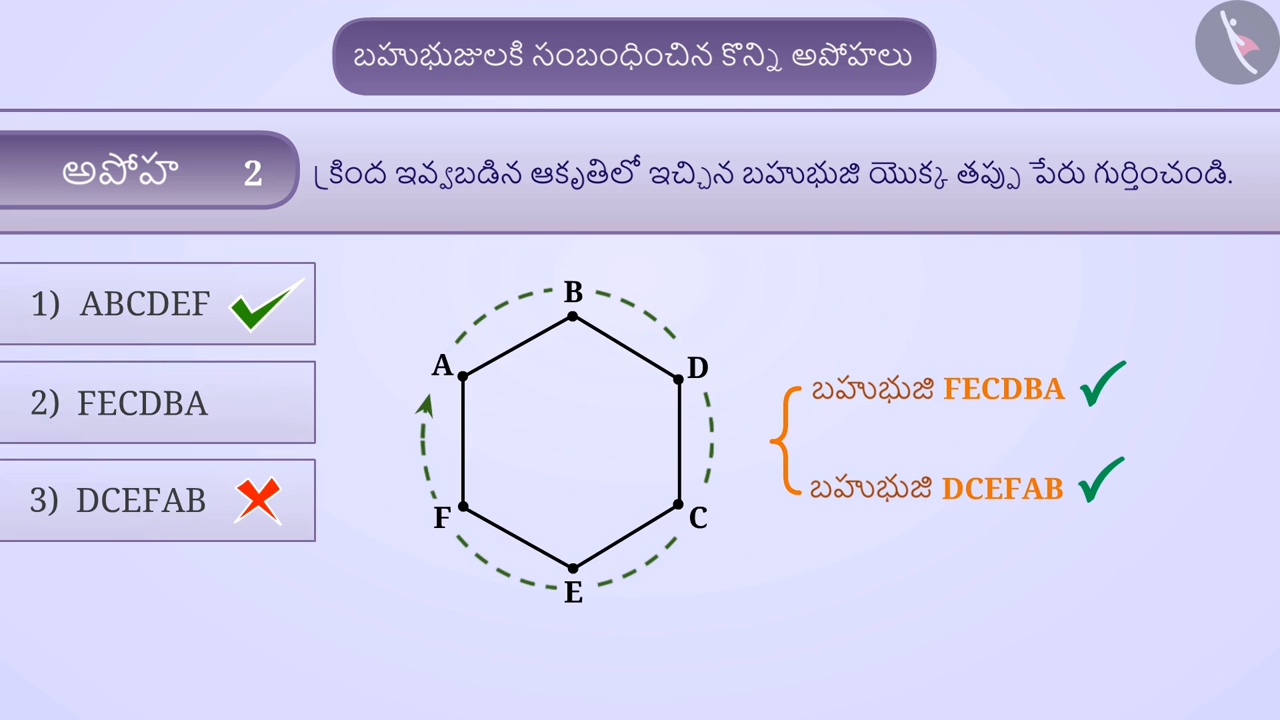 బహుభుజులకి సంబంధించిన కొన్ని అపోహలు
అపోహ 2
క్రింద ఇవ్వబడిన ఆకృతిలో ఇచ్చిన బహుభుజి యొక్క తప్పు పేరు గుర్తించండి.
1) ABCDEF
2) FECDBA
3) DCEFAB
B
A
D
F
C
E
బహుభుజి FECDBA
బహుభుజి DCEFAB